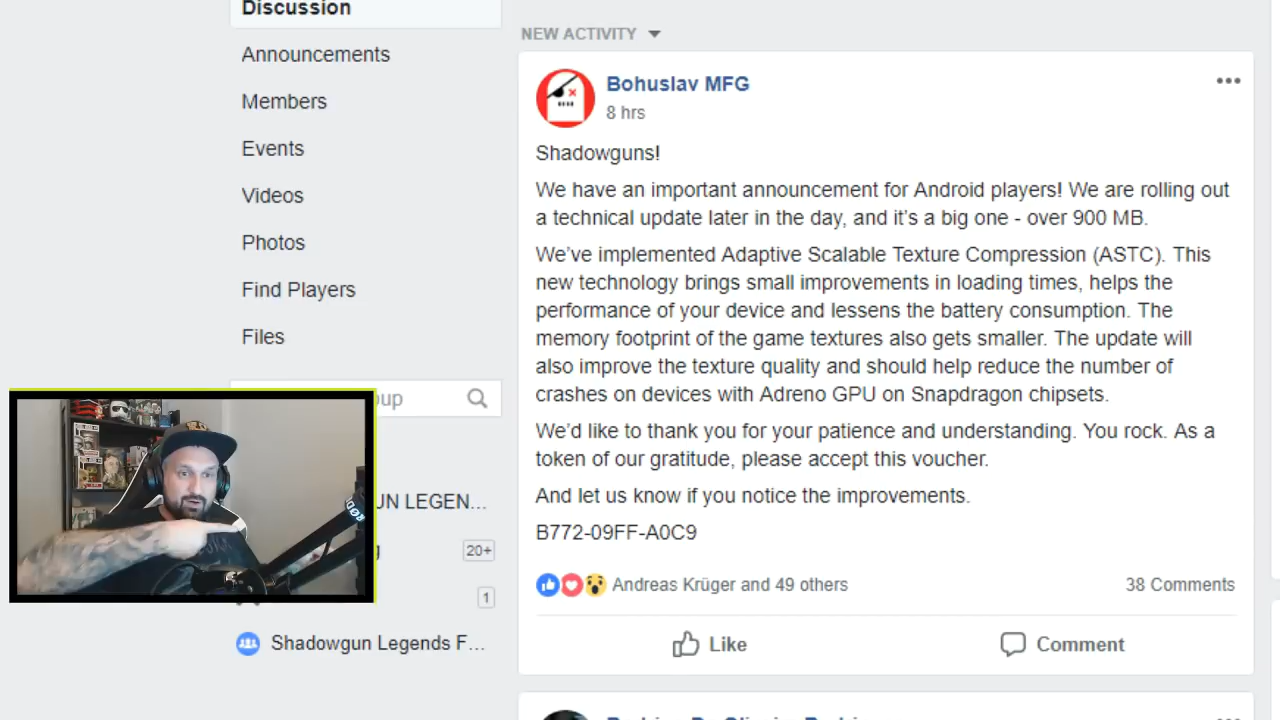 Discussion
Announcements
Members
Events
Videos
Photos
Find Players
Files
UN LEGEN...
20+
1
Shadowgun Legends F...
NEW ACTIVITY
Bohuslav MFG
8 hrs
Shadowguns!
We have an important announcement for Android players! We are rolling out
a technical update later in the day, and it's a big one - over 900 MB.
We've implemented Adaptive Scalable Texture Compression (ASTC). This
new technology brings small improvements in loading times, helps the
performance of your device and lessens the battery consumption. The
memory footprint of the game textures also gets smaller. The update will
also improve the texture quality and should help reduce the number of
crashes on devices with Adreno GPU on Snapdragon chipsets.
We'd like to thank you for your patience and understanding. You rock. As a
token of our gratitude, please accept this voucher.
And let us know if you notice the improvements.
B772-09FF-A0C9
Andreas Krüger and 49 others
38 Comments
Like
Comment